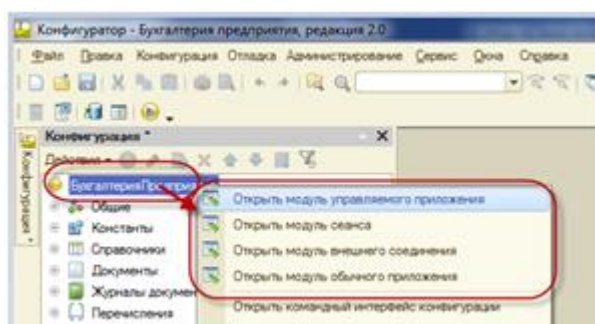 Конфигуратор - Бухгалтерия предприятия, редакция 2.0
Файл Правка Конфигурация Отладка Администрирование Сервис Окна Справка
Конфигурация *
Действия
БухгалтерияПредприя
Открыть модуль управляемого приложения
Общие
Открыть модуль сеанса
Константы
Открыть модуль внешнего соединения
Справочники
Открыть модуль обычного приложения
Документы
Журналы докумен
Открыть командный интерфейс конфигурации
Перечисления
Конфигурация